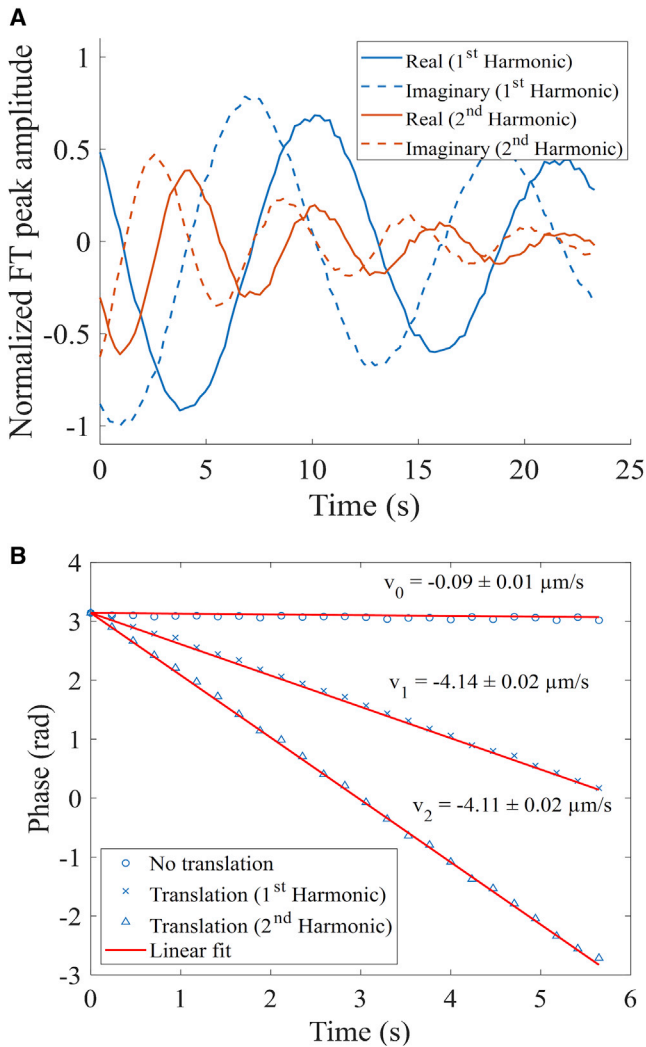 A
Normalized FT peak amplitude
1
0.5
0
-0.5
-1
Real (1st Harmonic)
Imaginary (1st Harmonic)
Real (2nd Harmonic)
Imaginary (2nd Harmonic)
0 5 10 15 20 25
Time (s)
B
Phase (rad)
4
3
2
1
0
-1
-2
-3
v0 = -0.09 ± 0.01 µm/s
v1 = -4.14 ± 0.02 µm/s
v2 = -4.11 ± 0.02 µm/s
No translation
Translation (1st Harmonic)
Translation (2nd Harmonic)
Linear fit
0 1 2 3 4 5 6
Time (s)